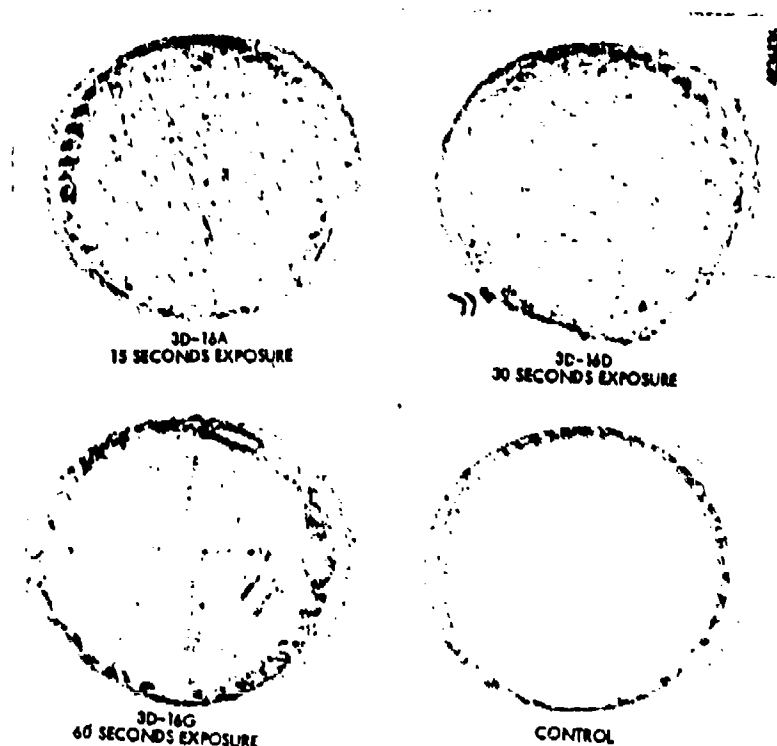 3D-16A
15 SECONDS EXPOSURE
3D-16D
30 SECONDS EXPOSURE
3D-16G
60 SECONDS EXPOSURE
CONTROL